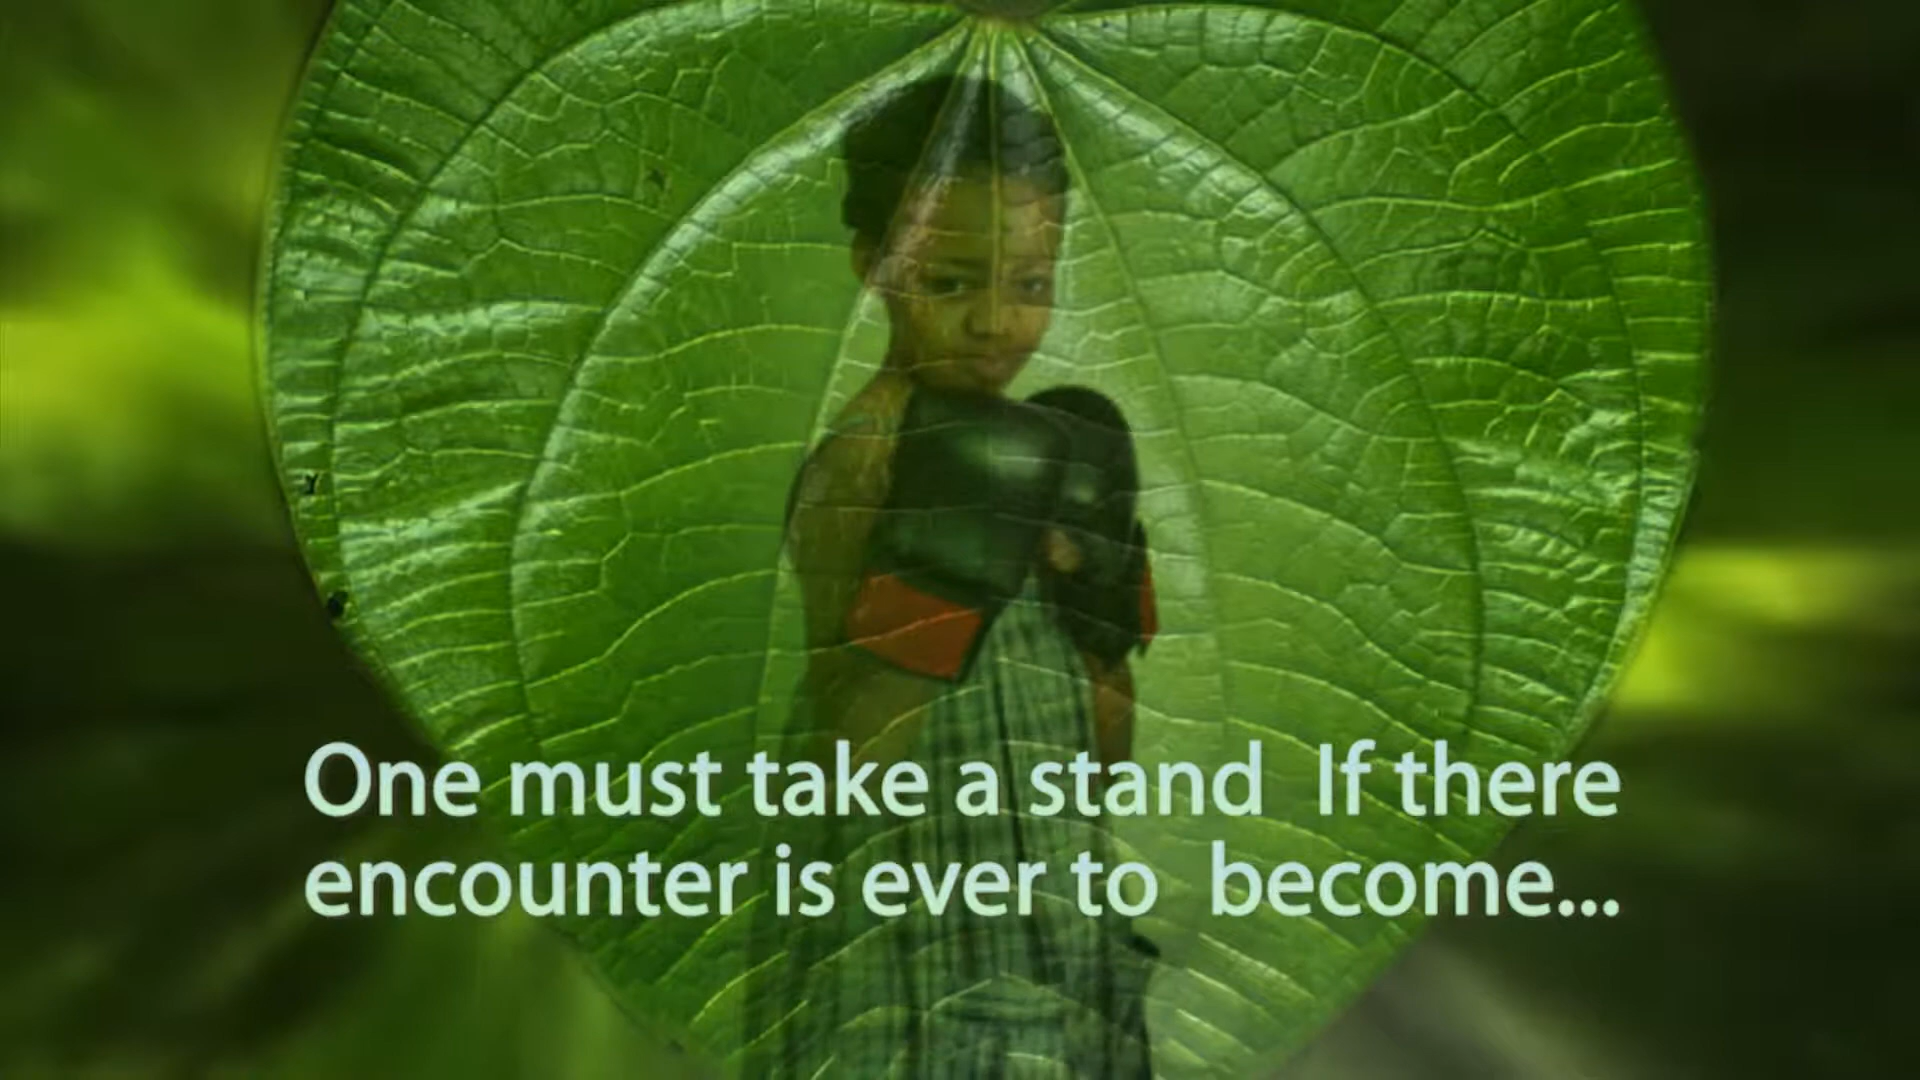 One must take a stand  If there
encounter is ever to  become...